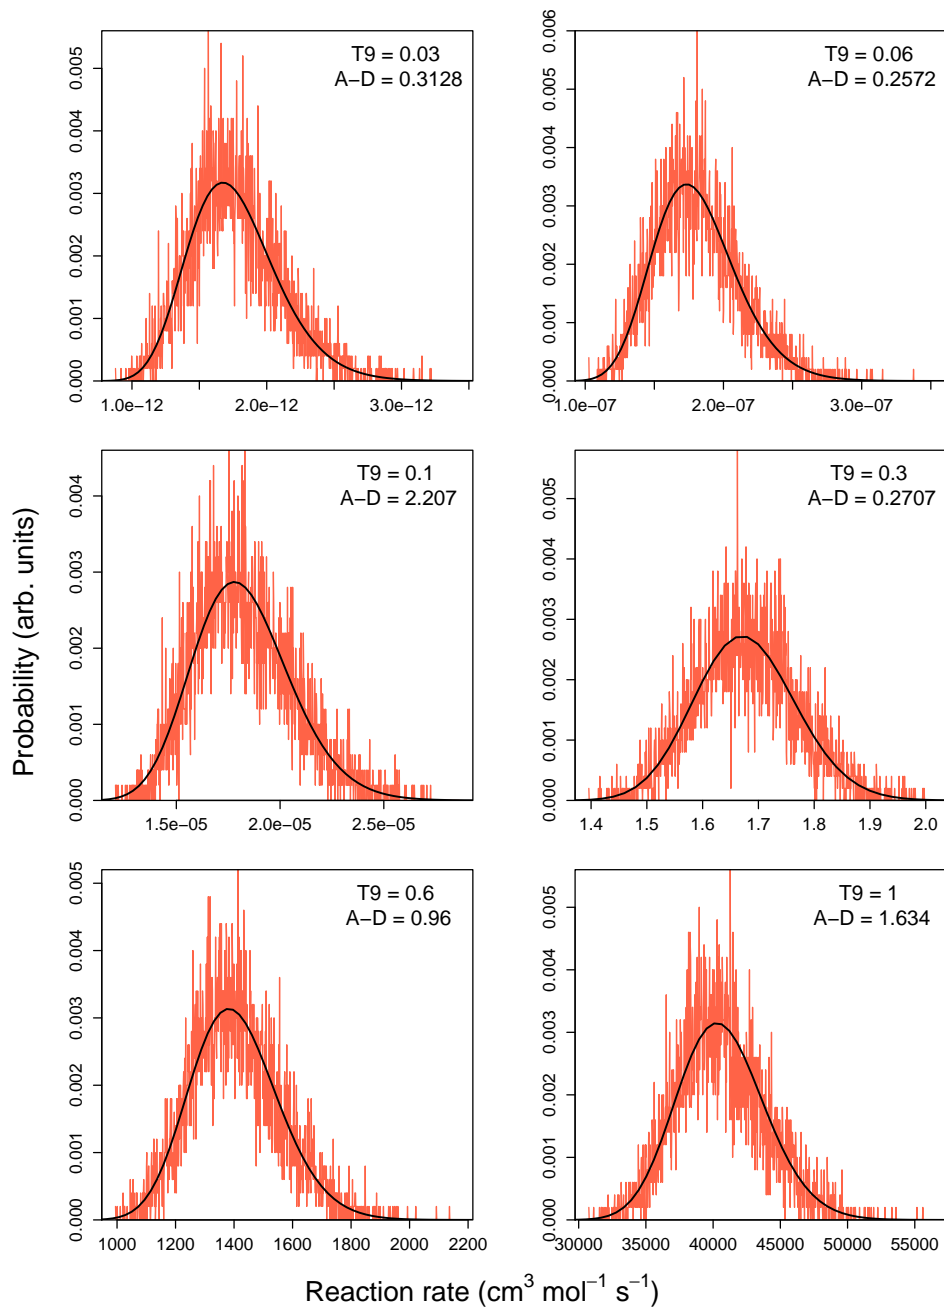 T9 = 0.03
A−D = 0.3128
0.000 0.001 0.002 0.003 0.004 0.005
1.0e−12 2.0e−12 3.0e−12
T9 = 0.06
A−D = 0.2572
0.000 0.001 0.002 0.003 0.004 0.005 0.006
1.0e−07 2.0e−07 3.0e−07
T9 = 0.1
A−D = 2.207
0.000 0.001 0.002 0.003 0.004
1.5e−05 2.0e−05 2.5e−05
T9 = 0.3
A−D = 0.2707
0.000 0.001 0.002 0.003 0.004 0.005
1.4 1.5 1.6 1.7 1.8 1.9 2.0
Probability (arb. units)
T9 = 0.6
A−D = 0.96
0.000 0.001 0.002 0.003 0.004 0.005
1000 1200 1400 1600 1800 2000 2200
T9 = 1
A−D = 1.634
0.000 0.001 0.002 0.003 0.004 0.005
30000 35000 40000 45000 50000 55000
Reaction rate (cm³ mol⁻¹ s⁻¹)